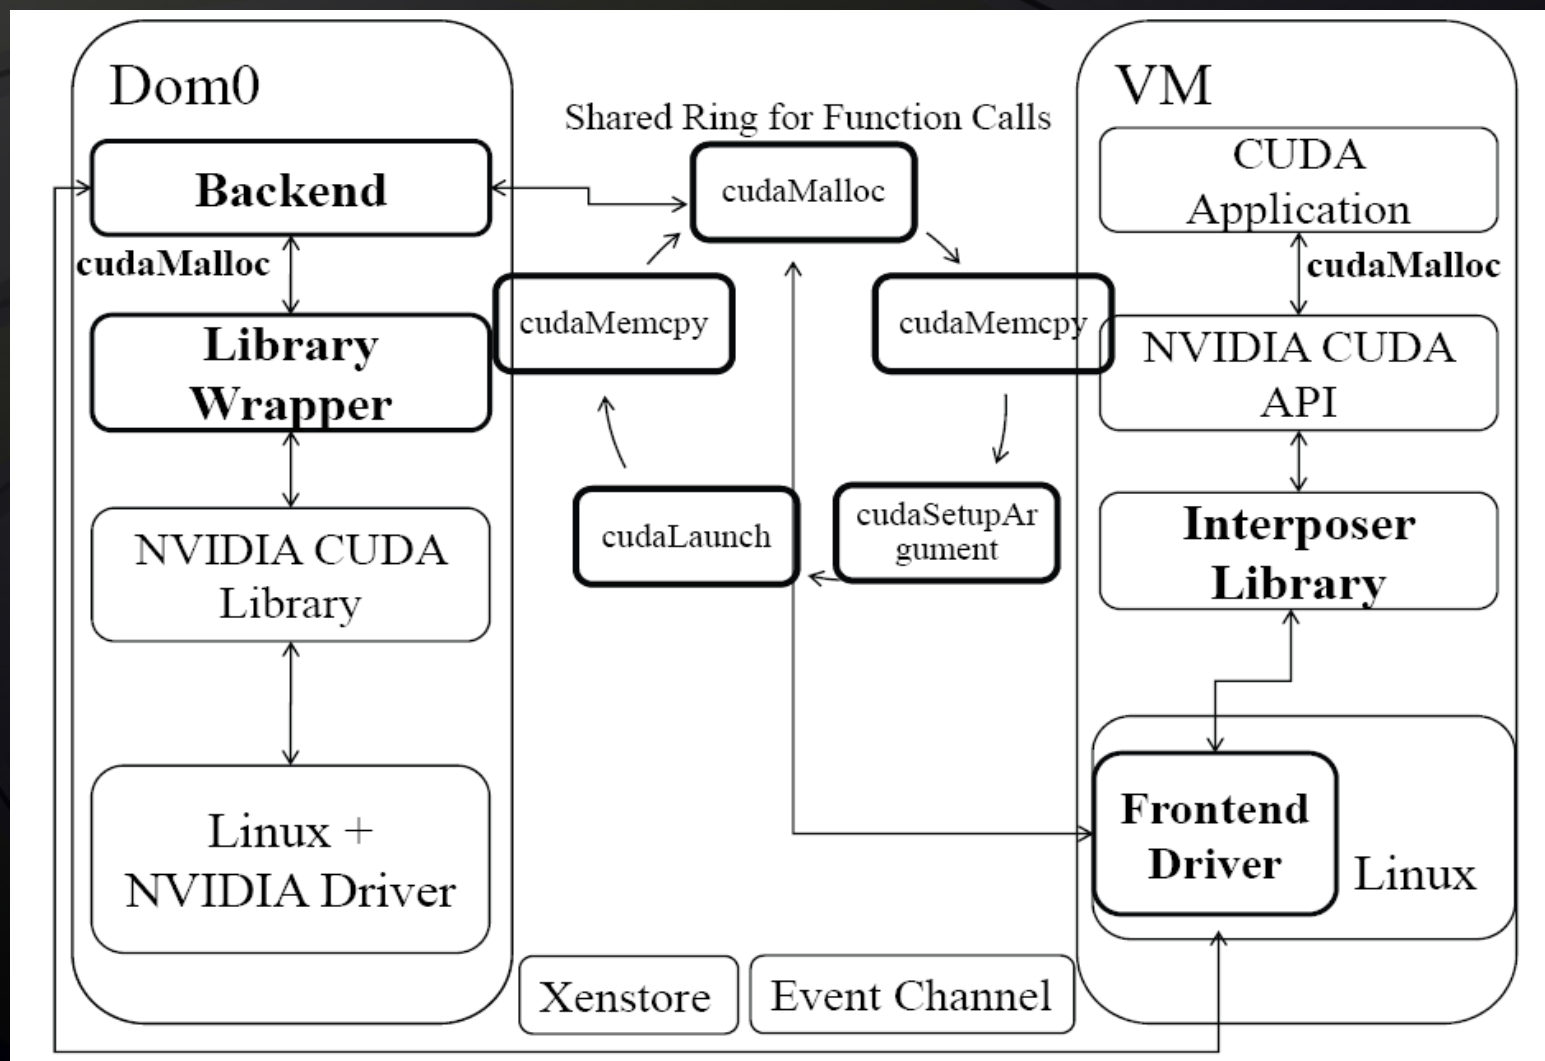 Dom0
Backend
cudaMalloc
Library
Wrapper
NVIDIA CUDA
Library
Linux +
NVIDIA Driver
Shared Ring for Function Calls
cudaMalloc
cudaMemcpy
cudaMemcpy
cudaLaunch
cudaSetupAr
gument
Xenstore
Event Channel
VM
CUDA
Application
cudaMalloc
NVIDIA CUDA
API
Interposer
Library
Frontend
Driver
Linux